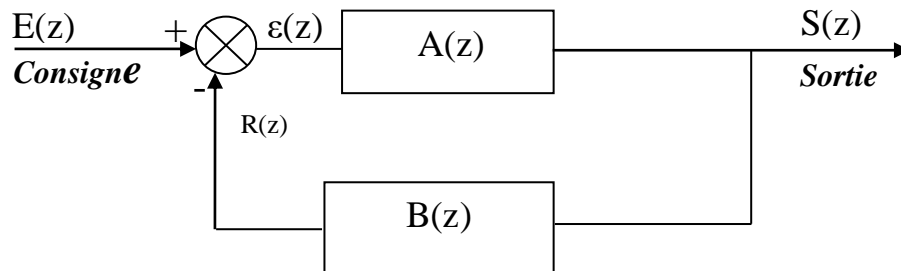 E(z) + ε(z) A(z) S(z)
Consigne - Sortie
R(z)
B(z)